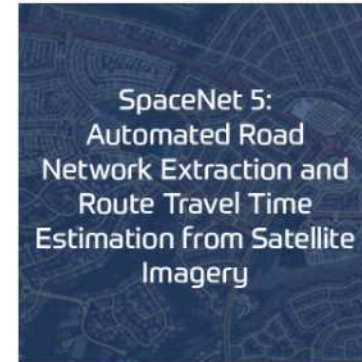 SpaceNet 5:
Automated Road
Network Extraction and
Route Travel Time
Estimation from Satellite
Imagery